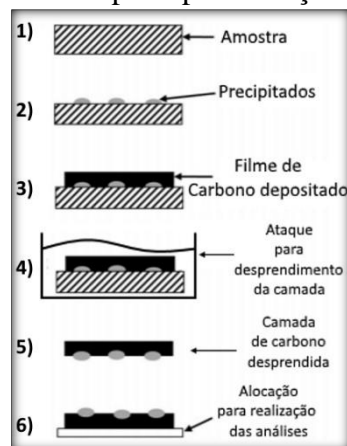 1)
Amostra
2)
Precipitados
3)
Filme de
Carbono depositado
4)
Ataque
para
desprendimento
da camada
5)
Camada
de carbono
desprendida
6)
Alocação
para realização
das análises